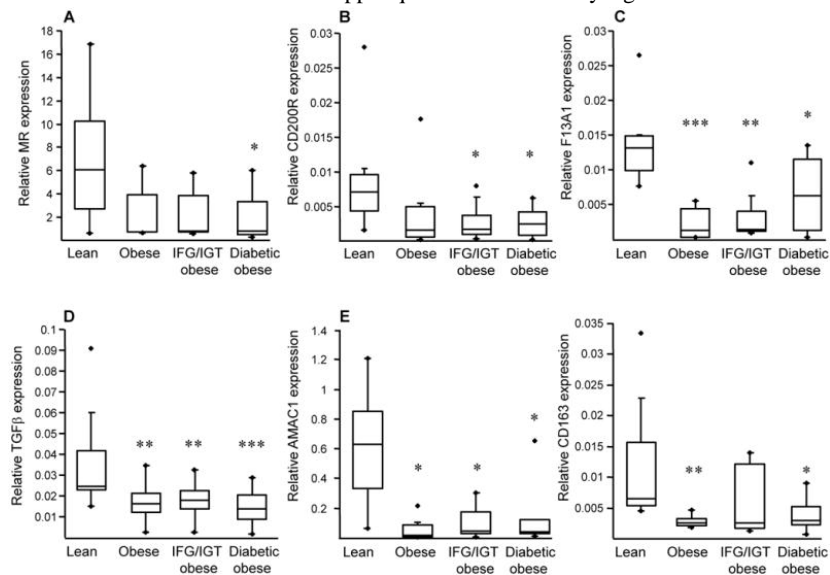 A
Relative MR expression
18
16
14
12
10
8
6
4
2
*
Lean
Obese
IFG/IGT
obese
Diabetic
obese
B
Relative CD200R expression
0.03
0.025
0.02
0.015
0.01
0.005
*
*
Lean
Obese
IFG/IGT
obese
Diabetic
obese
C
Relative F13A1 expression
0.03
0.025
0.02
0.015
0.01
0.005
***
**
*
Lean
Obese
IFG/IGT
obese
Diabetic
obese
D
Relative TGFβ expression
0.1
0.09
0.08
0.07
0.06
0.05
0.04
0.03
0.02
0.01
**
**
***
Lean
Obese
IFG/IGT
obese
Diabetic
obese
E
Relative AMAC1 expression
1.4
1.2
1
0.8
0.6
0.4
0.2
*
*
*
Lean
Obese
IFG/IGT
obese
Diabetic
obese
Relative CD163 expression
0.035
0.03
0.025
0.02
0.015
0.01
0.005
**
*
Lean
Obese
IFG/IGT
obese
Diabetic
obese